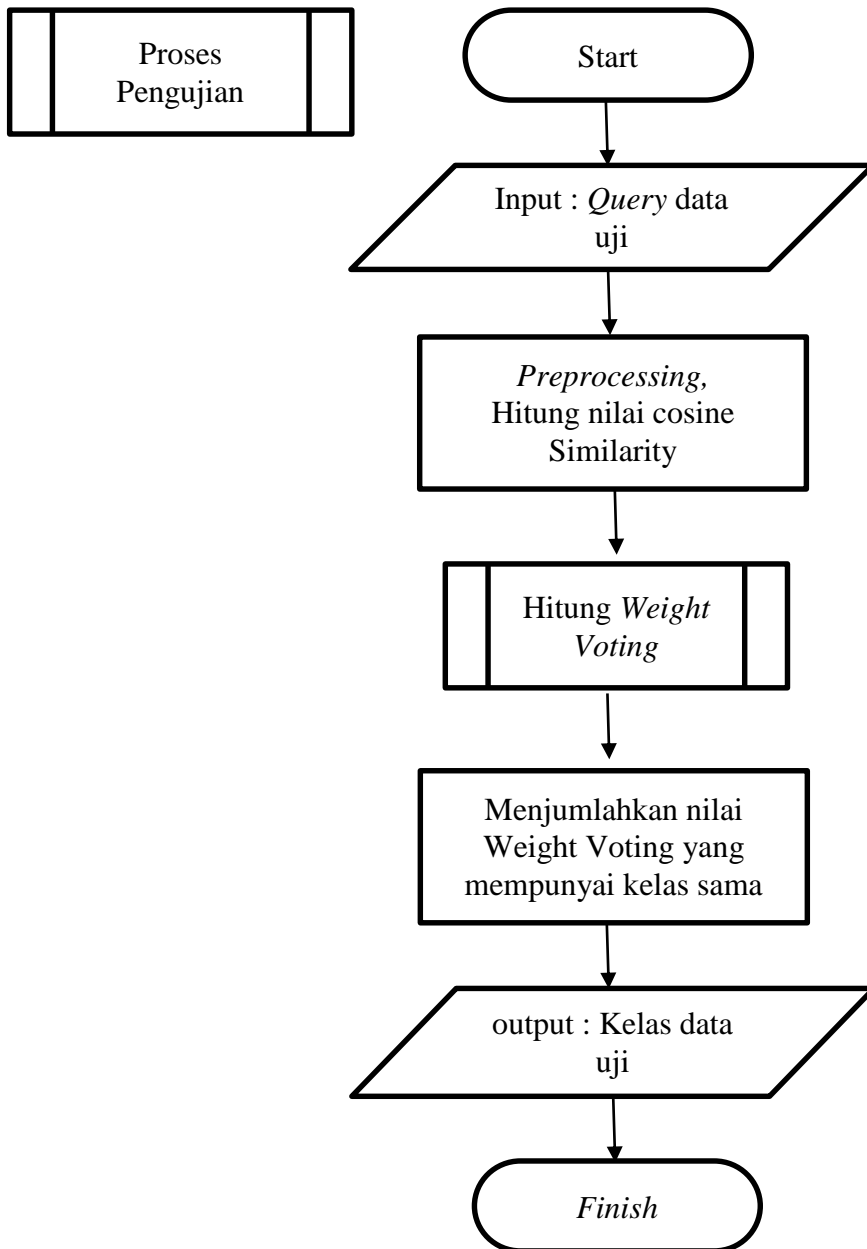 Proses
Pengujian
Start
Input : Query data
uji
Preprocessing,
Hitung nilai cosine
Similarity
Hitung Weight
Voting
Menjumlahkan nilai
Weight Voting yang
mempunyai kelas sama
output : Kelas data
uji
Finish